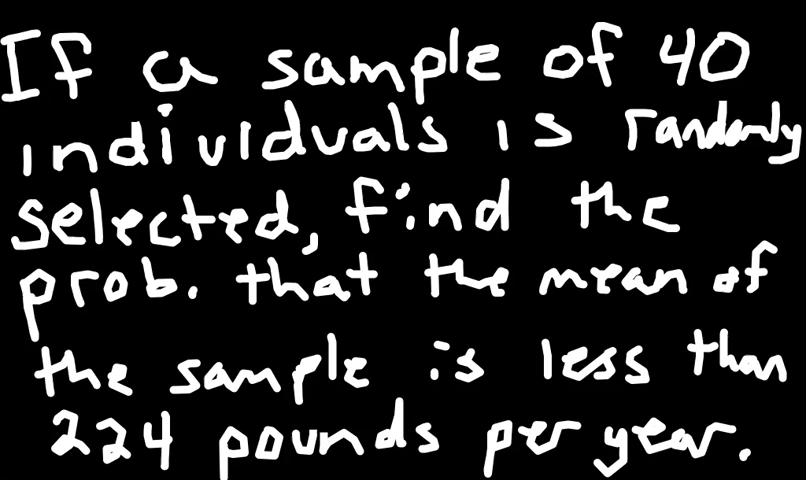 If a sample of 40
individuals is randomly
selected, find the
prob. that the mean of
the sample is less than
224 pounds per year.